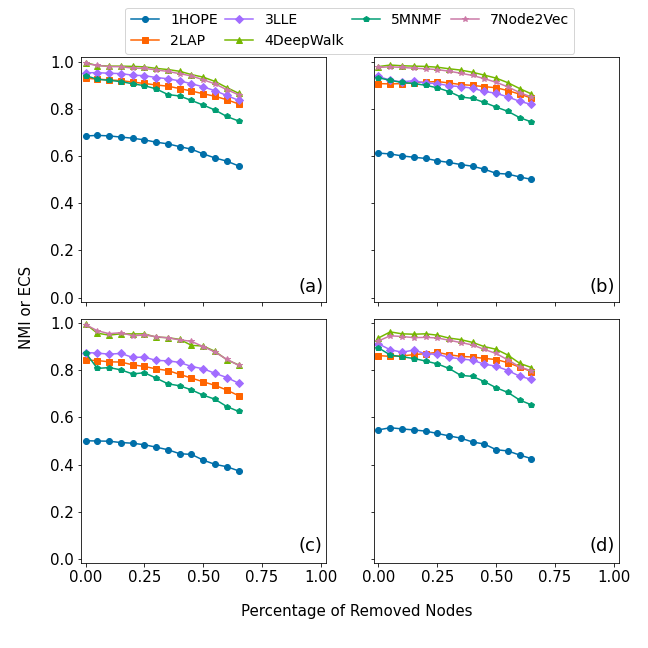 1HOPE 3LLE 5MNMF 7Node2Vec
2LAP 4DeepWalk
1.0
0.8
0.6
0.4
0.2
0.0
(a)
(b)
NMI or ECS
1.0
0.8
0.6
0.4
0.2
0.0
(c)
(d)
0.00 0.25 0.50 0.75 1.00 0.00 0.25 0.50 0.75 1.00
Percentage of Removed Nodes